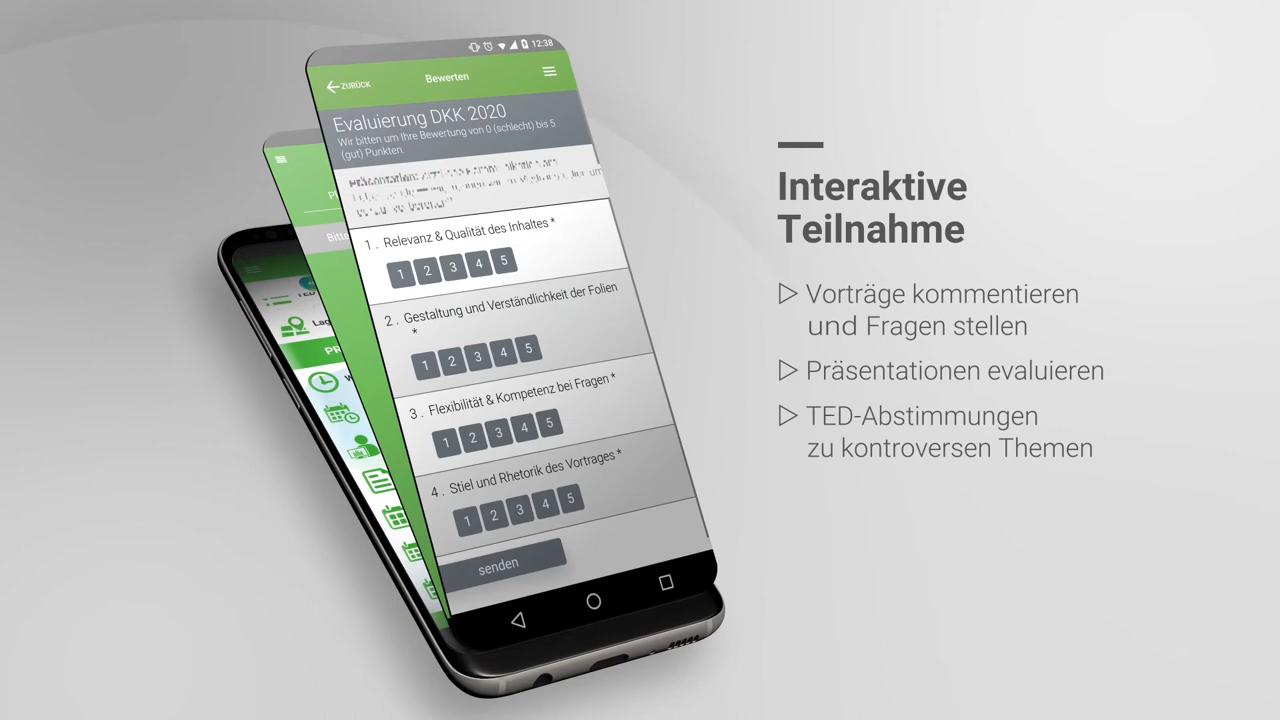 12:38
ZURÜCK
Bewerten
Evaluierung DKK 2020
Wir bitten um Ihre Bewertung von 0 (schlecht) bis 5
(gut) Punkten.
1 . Relevanz & Qualität des Inhaltes *
1 2 3 4 5
2 . Gestaltung und Verständlichkeit der Folien
*
1 2 3 4 5
3 . Flexibilität & Kompetenz bei Fragen *
1 2 3 4 5
4 . Stiel und Rhetorik des Vortrages *
1 2 3 4 5
senden
Bitte
TED
Lag
PR
Interaktive
Teilnahme
Vorträge kommentieren
und Fragen stellen
Präsentationen evaluieren
TED-Abstimmungen
zu kontroversen Themen